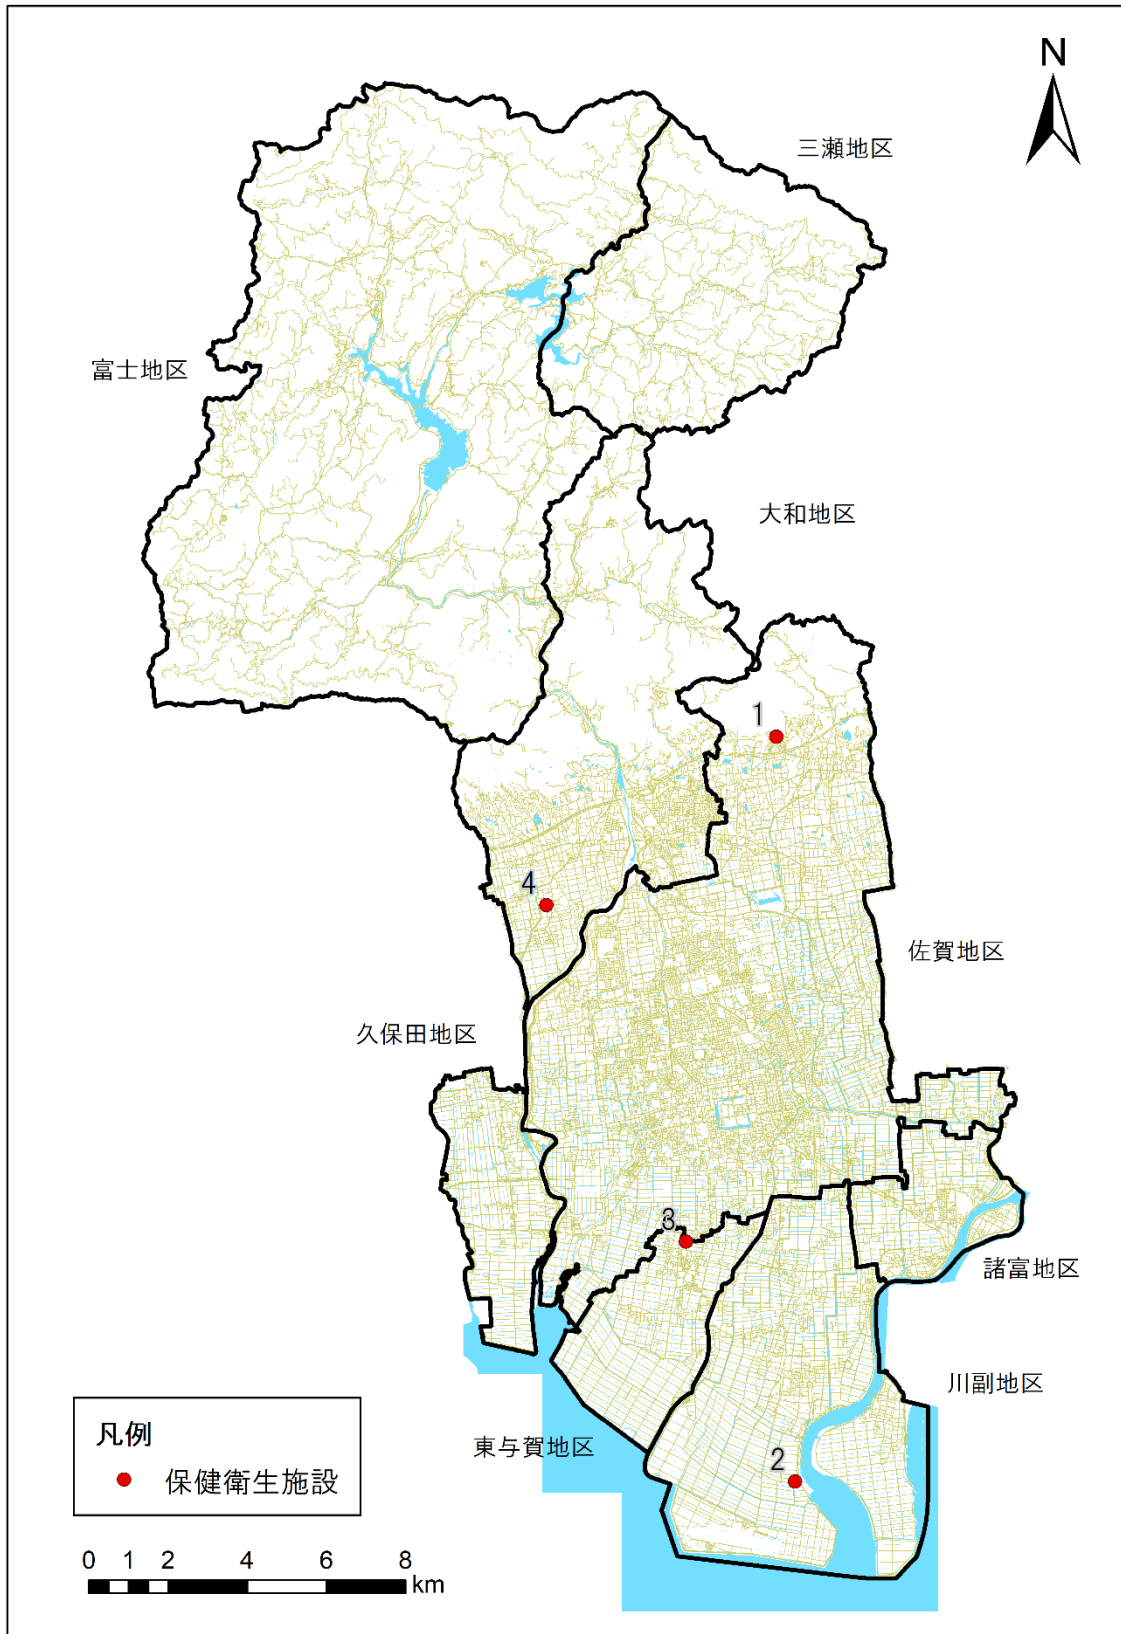 N
三瀬地区
富士地区
大和地区
1
4
佐賀地区
久保田地区
3
諸富地区
川副地区
東与賀地区
2
凡例
保健衛生施設
0 1 2 4 6 8
km